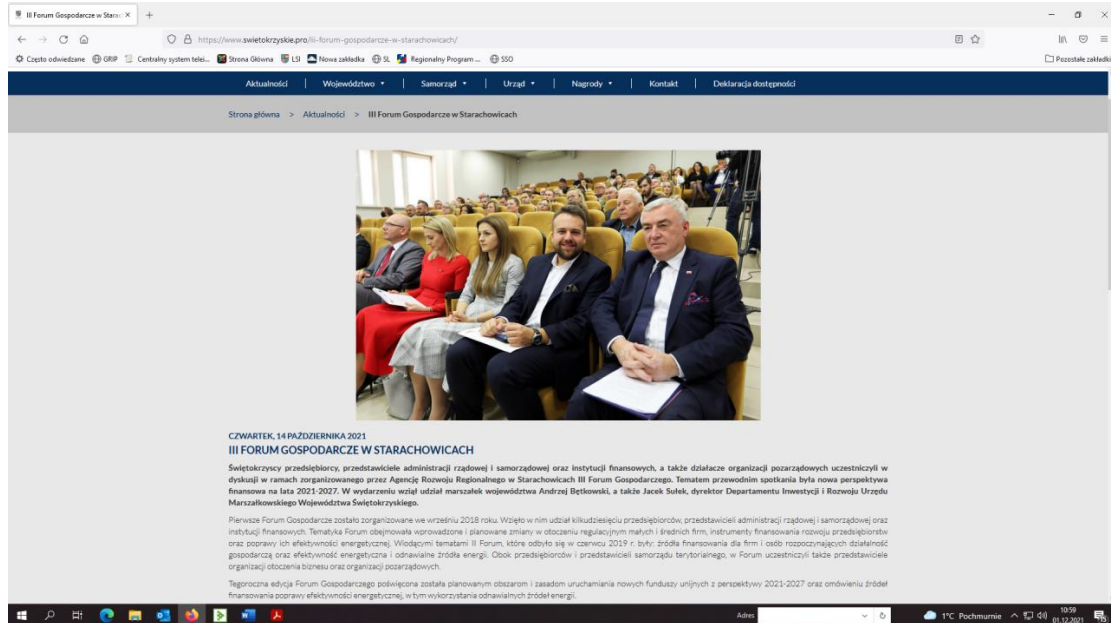 III Forum Gospodarcze w Starac
https://www.swietokrzyskie.pro/iii-forum-gospodarcze-w-starachowicach/
Często odwiedzane GRIP Centralny system telei... Strona Główna LSI Nowa zakładka SL Regionalny Program ... SSO Pozostałe zakładki
Aktualności | Województwo | Samorząd | Urząd | Nagrody | Kontakt | Deklaracja dostępności
Strona główna > Aktualności > III Forum Gospodarcze w Starachowicach
CZWARTEK, 14 PAŹDZIERNIKA 2021
III FORUM GOSPODARCZE W STARACHOWICACH
Świętokrzyscy przedsiębiorcy, przedstawiciele administracji rządowej i samorządowej oraz instytucji finansowych, a także działacze organizacji pozarządowych uczestniczyli w
dyskusji w ramach zorganizowanego przez Agencję Rozwoju Regionalnego w Starachowicach III Forum Gospodarczego. Tematem przewodnim spotkania była nowa perspektywa
finansowa na lata 2021-2027. W wydarzeniu wziął udział marszałek województwa Andrzej Bętkowski, a także Jacek Sułek, dyrektor Departamentu Inwestycji i Rozwoju Urzędu
Marszałkowskiego Województwa Świętokrzyskiego.
Pierwsze Forum Gospodarcze zostało zorganizowane we wrześniu 2018 roku. Wzięło w nim udział kilkudziesięciu przedsiębiorców, przedstawicieli administracji rządowej i samorządowej oraz
instytucji finansowych. Tematyka Forum obejmowała wprowadzone i planowane zmiany w otoczeniu regulacyjnym małych i średnich firm, instrumenty finansowania rozwoju przedsiębiorstw
oraz poprawy ich efektywności energetycznej. Wiodącymi tematami II Forum, które odbyło się w czerwcu 2019 r. były: źródła finansowania dla firm i osób rozpoczynających działalność
gospodarczą oraz efektywność energetyczna i odnawialne źródła energii. Obok przedsiębiorców i przedstawicieli samorządu terytorialnego, w Forum uczestniczyli także przedstawiciele
organizacji otoczenia biznesu oraz organizacji pozarządowych.
Tegoroczna edycja Forum Gospodarczego poświęcona została planowanym obszarom i zasadom uruchamiania nowych funduszy unijnych z perspektywy 2021-2027 oraz omówieniu źródeł
finansowania poprawy efektywności energetycznej, w tym wykorzystania odnawialnych źródeł energii.
Adres 1°C Pochmurnie 10:59
01.12.2021